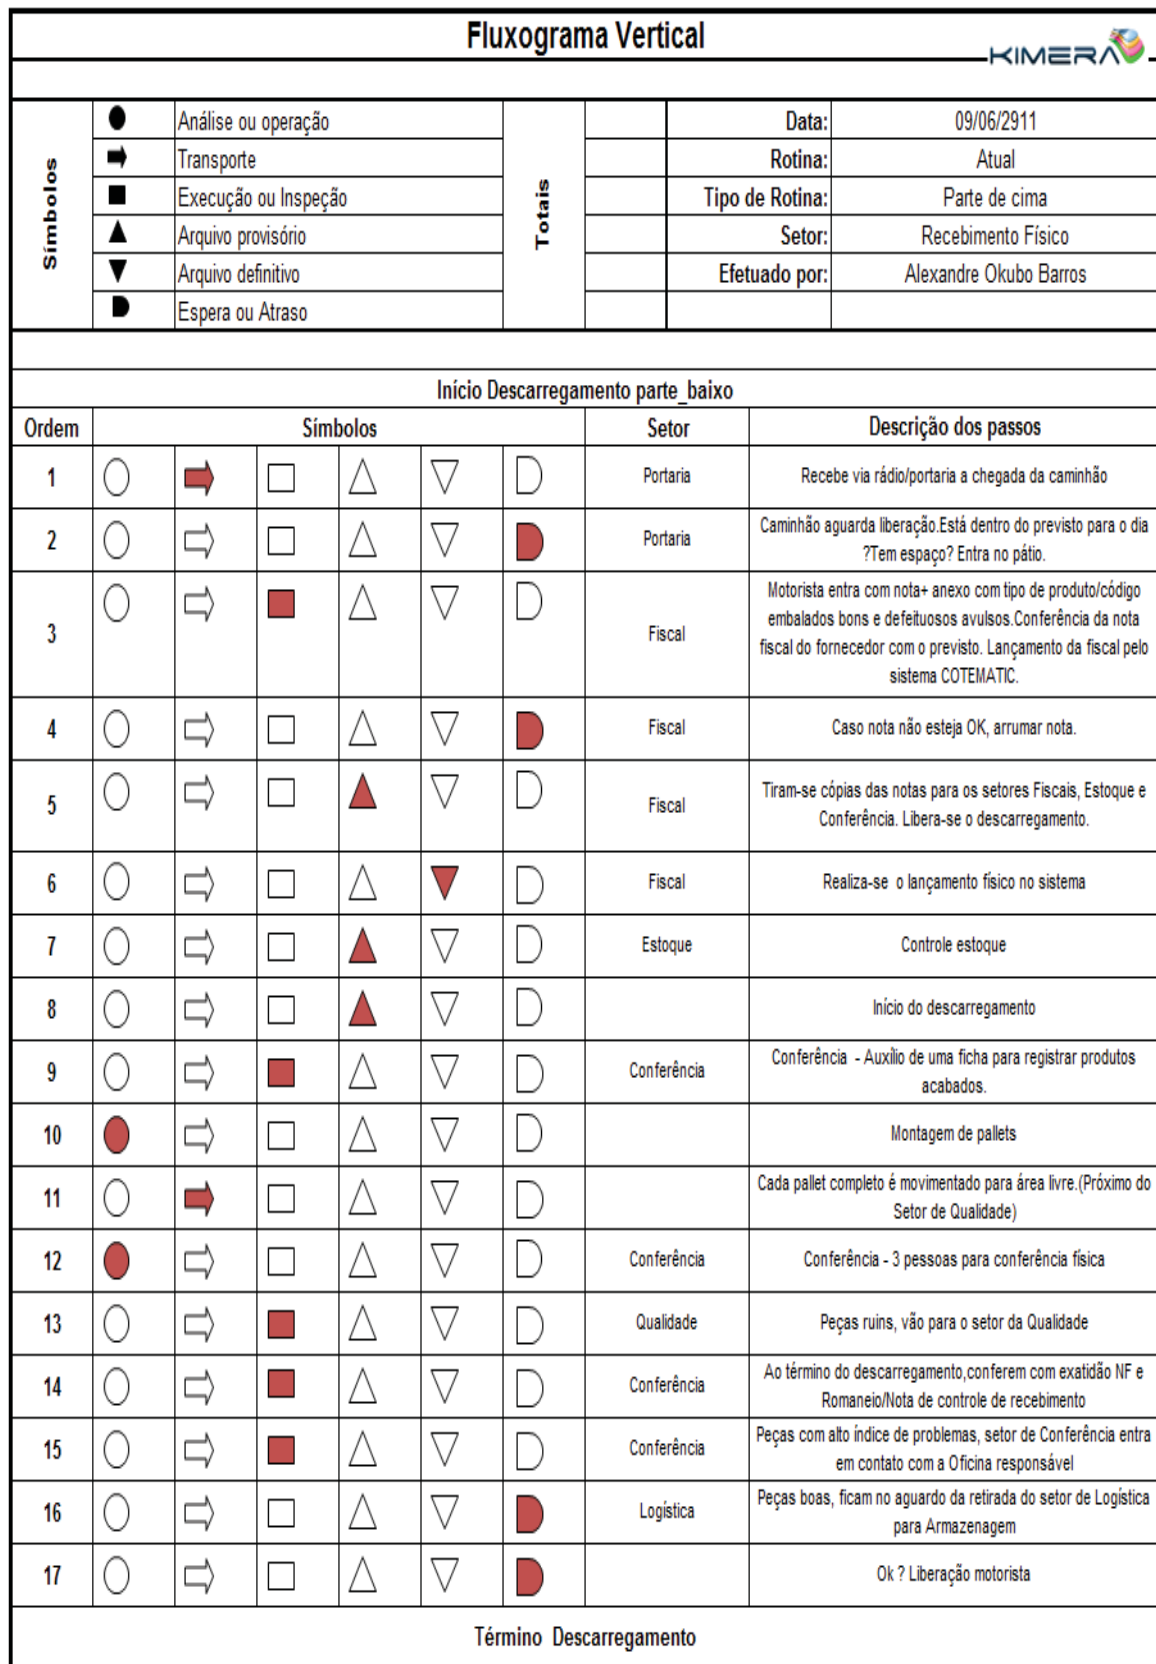 Fluxograma Vertical
KIMERA
Símbolos
Análise ou operação
Transporte
Execução ou Inspeção
Arquivo provisório
Arquivo definitivo
Espera ou Atraso
Totais
Data: 09/06/2911
Rotina: Atual
Tipo de Rotina: Parte de cima
Setor: Recebimento Físico
Efetuado por: Alexandre Okubo Barros
Início Descarregamento parte_baixo
Ordem Símbolos Setor Descrição dos passos
1 Portaria Recebe via rádio/portaria a chegada da caminhão
2 Portaria Caminhão aguarda liberação.Está dentro do previsto para o dia
?Tem espaço? Entra no pátio.
3 Fiscal Motorista entra com nota+ anexo com tipo de produto/código
embalados bons e defeituosos avulsos.Conferência da nota
fiscal do fornecedor com o previsto. Lançamento da fiscal pelo
sistema COTEMATIC.
4 Fiscal Caso nota não esteja OK, arrumar nota.
5 Fiscal Tiram-se cópias das notas para os setores Fiscais, Estoque e
Conferência. Libera-se o descarregamento.
6 Fiscal Realiza-se o lançamento físico no sistema
7 Estoque Controle estoque
8 Início do descarregamento
9 Conferência Conferência - Auxílio de uma ficha para registrar produtos
acabados.
10 Montagem de pallets
11 Cada pallet completo é movimentado para área livre.(Próximo do
Setor de Qualidade)
12 Conferência Conferência - 3 pessoas para conferência física
13 Qualidade Peças ruins, vão para o setor da Qualidade
14 Conferência Ao término do descarregamento,conferem com exatidão NF e
Romaneio/Nota de controle de recebimento
15 Conferência Peças com alto índice de problemas, setor de Conferência entra
em contato com a Oficina responsável
16 Logística Peças boas, ficam no aguardo da retirada do setor de Logística
para Armazenagem
17 Ok ? Liberação motorista
Término Descarregamento